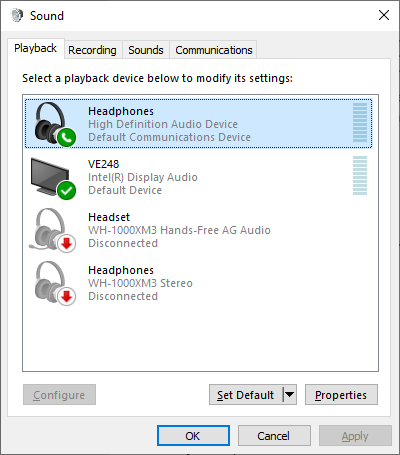 Sound
Playback Recording Sounds Communications
Select a playback device below to modify its settings:
Headphones
High Definition Audio Device
Default Communications Device
VE248
Intel(R) Display Audio
Default Device
Headset
WH-1000XM3 Hands-Free AG Audio
Disconnected
Headphones
WH-1000XM3 Stereo
Disconnected
Configure Set Default Properties
OK Cancel Apply